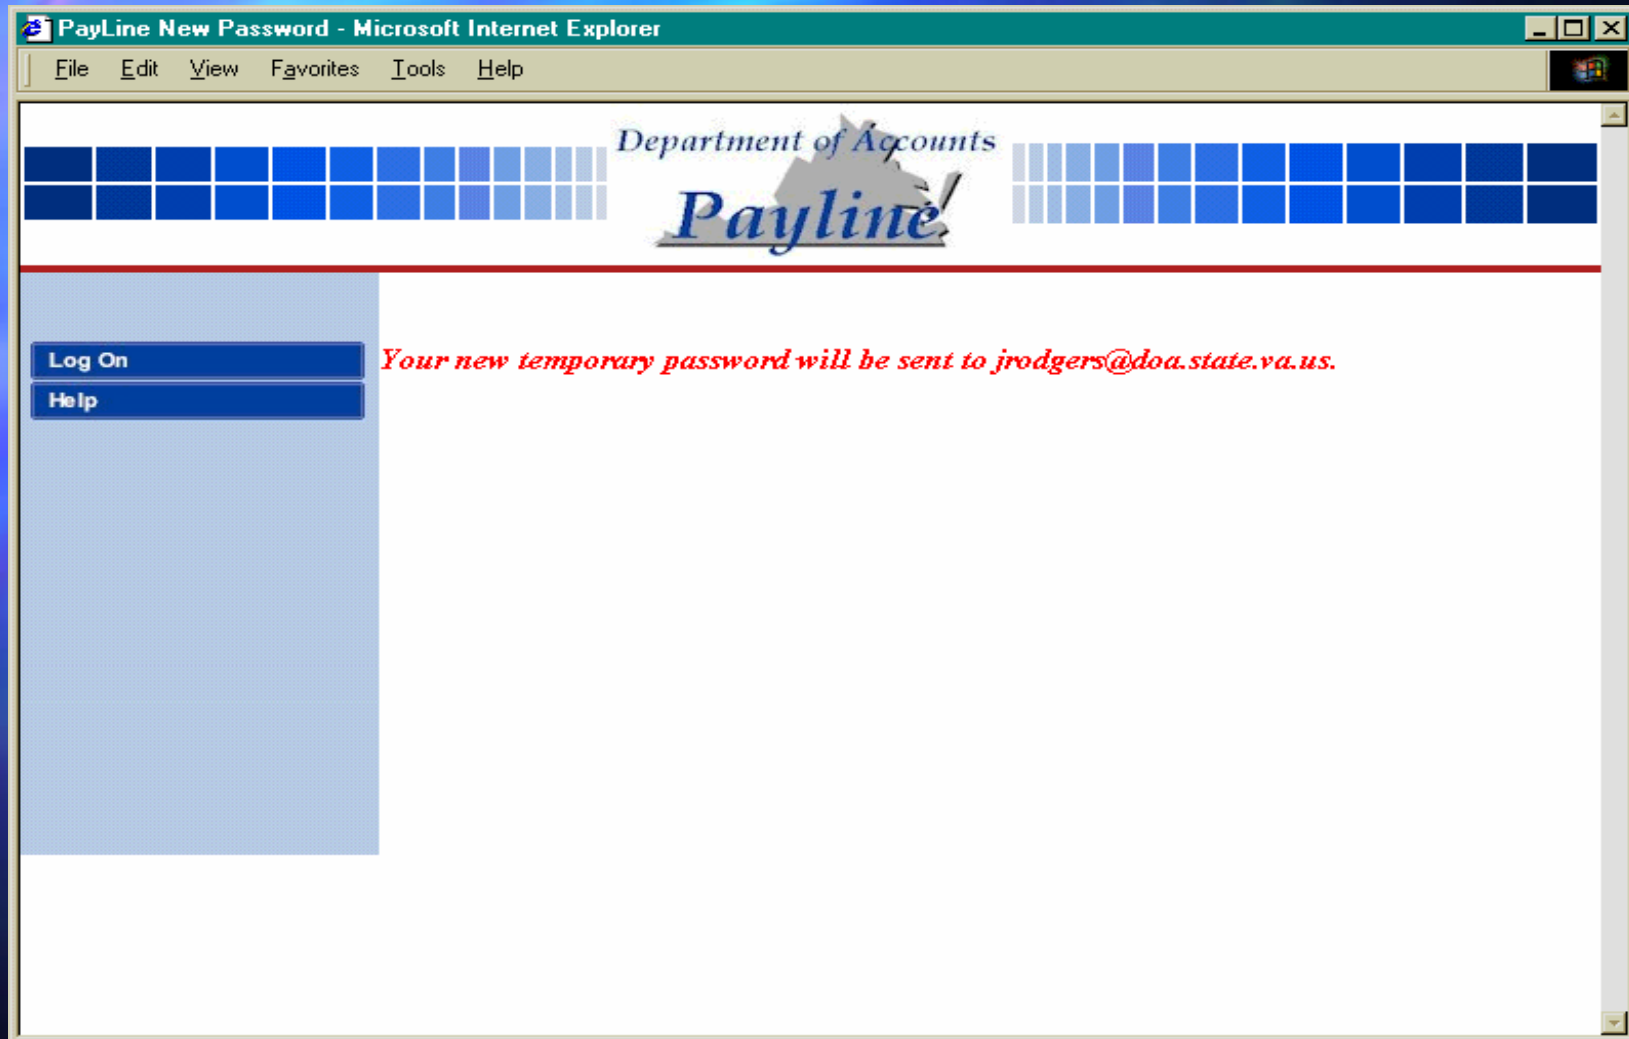 PayLine New Password - Microsoft Internet Explorer
File Edit View Favorites Tools Help
Department of Accounts
Payline
Log On
Your new temporary password will be sent to jrodgers@doa.state.va.us.
Help